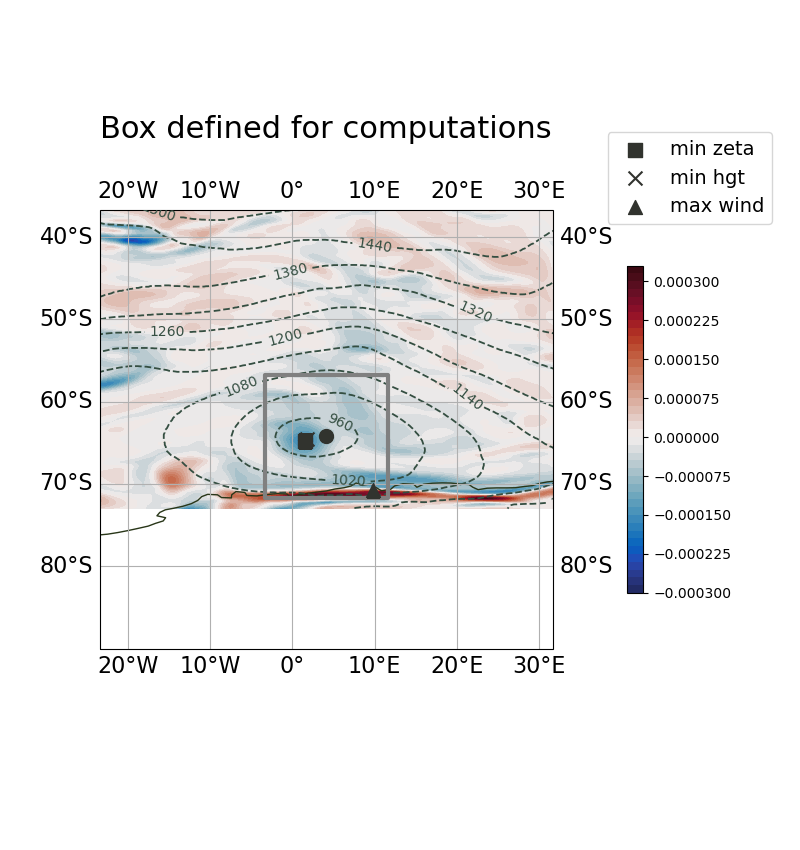 Box defined for computations
min zeta
min hgt
max wind
20°W 10°W 0° 10°E 20°E 30°E
40°S 40°S
50°S 50°S
60°S 60°S
70°S 70°S
80°S 80°S
20°W 10°W 0° 10°E 20°E 30°E
1440
1380
1320
1260
1200
1140
1080
960
1020
0.000300
0.000225
0.000150
0.000075
0.000000
−0.000075
−0.000150
−0.000225
−0.000300